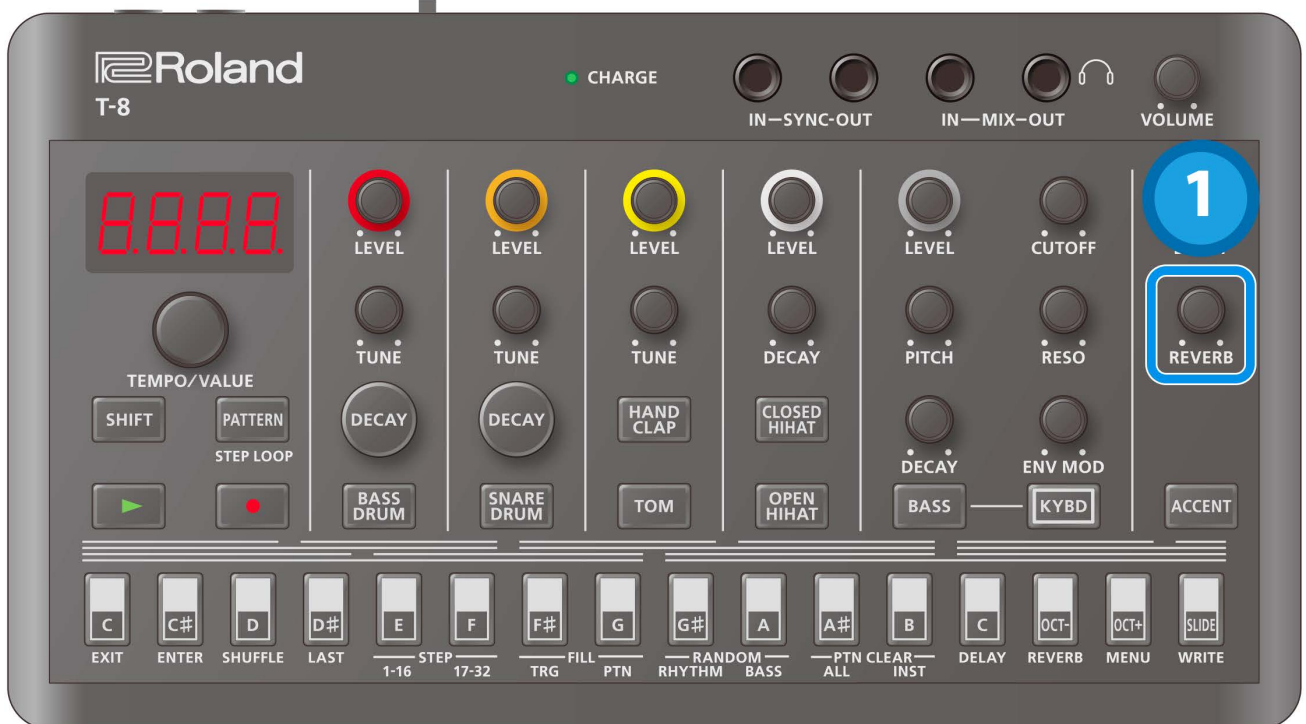 Roland
T-8
CHARGE
IN—SYNC-OUT
IN—MIX—OUT
VOLUME
8.8.8.8.
1
LEVEL
LEVEL
LEVEL
LEVEL
LEVEL
CUTOFF
TUNE
TUNE
TUNE
DECAY
PITCH
RESO
REVERB
TEMPO/VALUE
SHIFT
PATTERN
DECAY
DECAY
HAND
CLAP
CLOSED
HIHAT
STEP LOOP
DECAY
ENV MOD
BASS
DRUM
SNARE
DRUM
TOM
OPEN
HIHAT
BASS
KYBD
ACCENT
C
C#
D
D#
E
F
F#
G
G#
A
A#
B
C
OCT-
OCT+
SLIDE
EXIT
ENTER
SHUFFLE
LAST
STEP
1-16
17-32
FILL
TRG
PTN
RANDOM
RHYTHM
BASS
PTN CLEAR
ALL
INST
DELAY
REVERB
MENU
WRITE